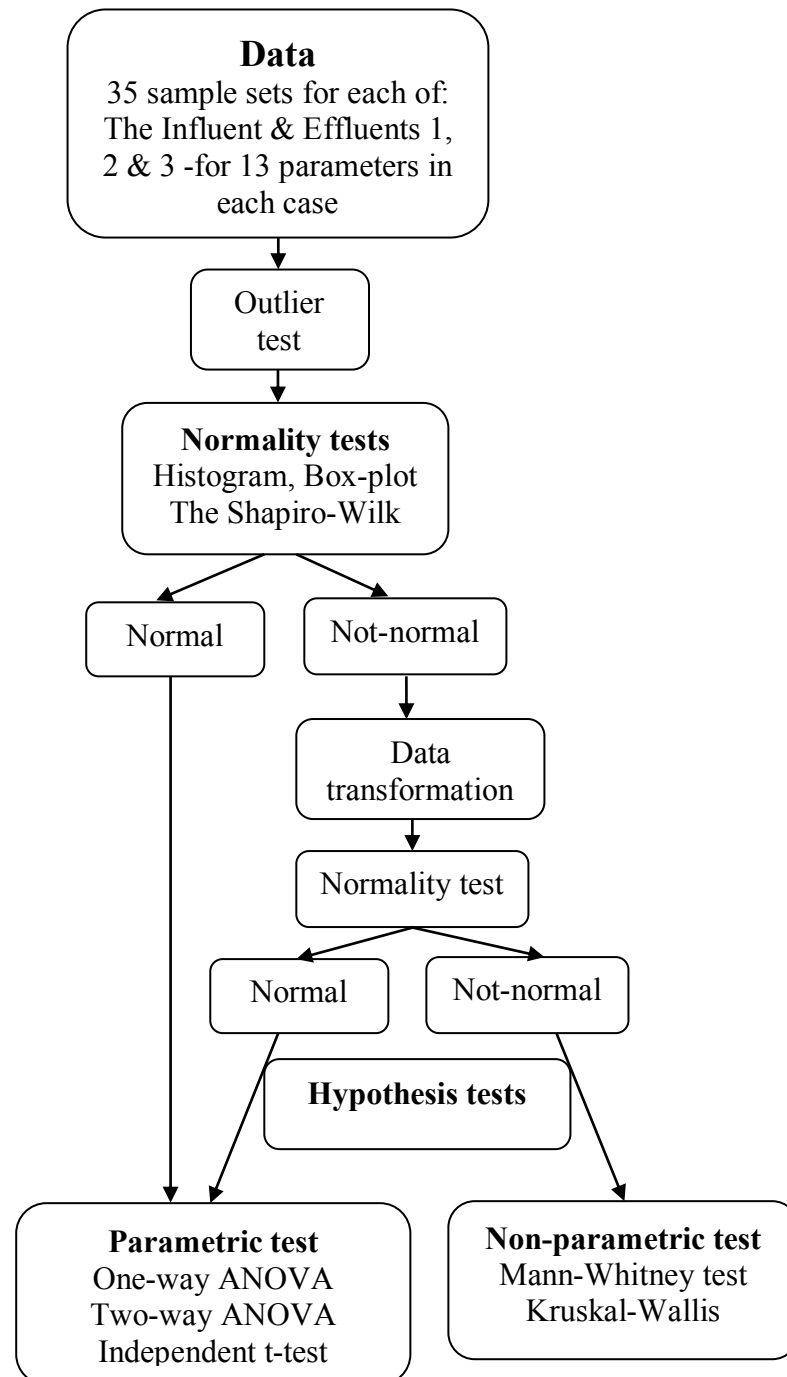 Data
35 sample sets for each of:
The Influent & Effluents 1,
2 & 3 -for 13 parameters in
each case
Outlier
test
Normality tests
Histogram, Box-plot
The Shapiro-Wilk
Normal
Not-normal
Data
transformation
Normality test
Normal
Not-normal
Hypothesis tests
Parametric test
One-way ANOVA
Two-way ANOVA
Independent t-test
Non-parametric test
Mann-Whitney test
Kruskal-Wallis